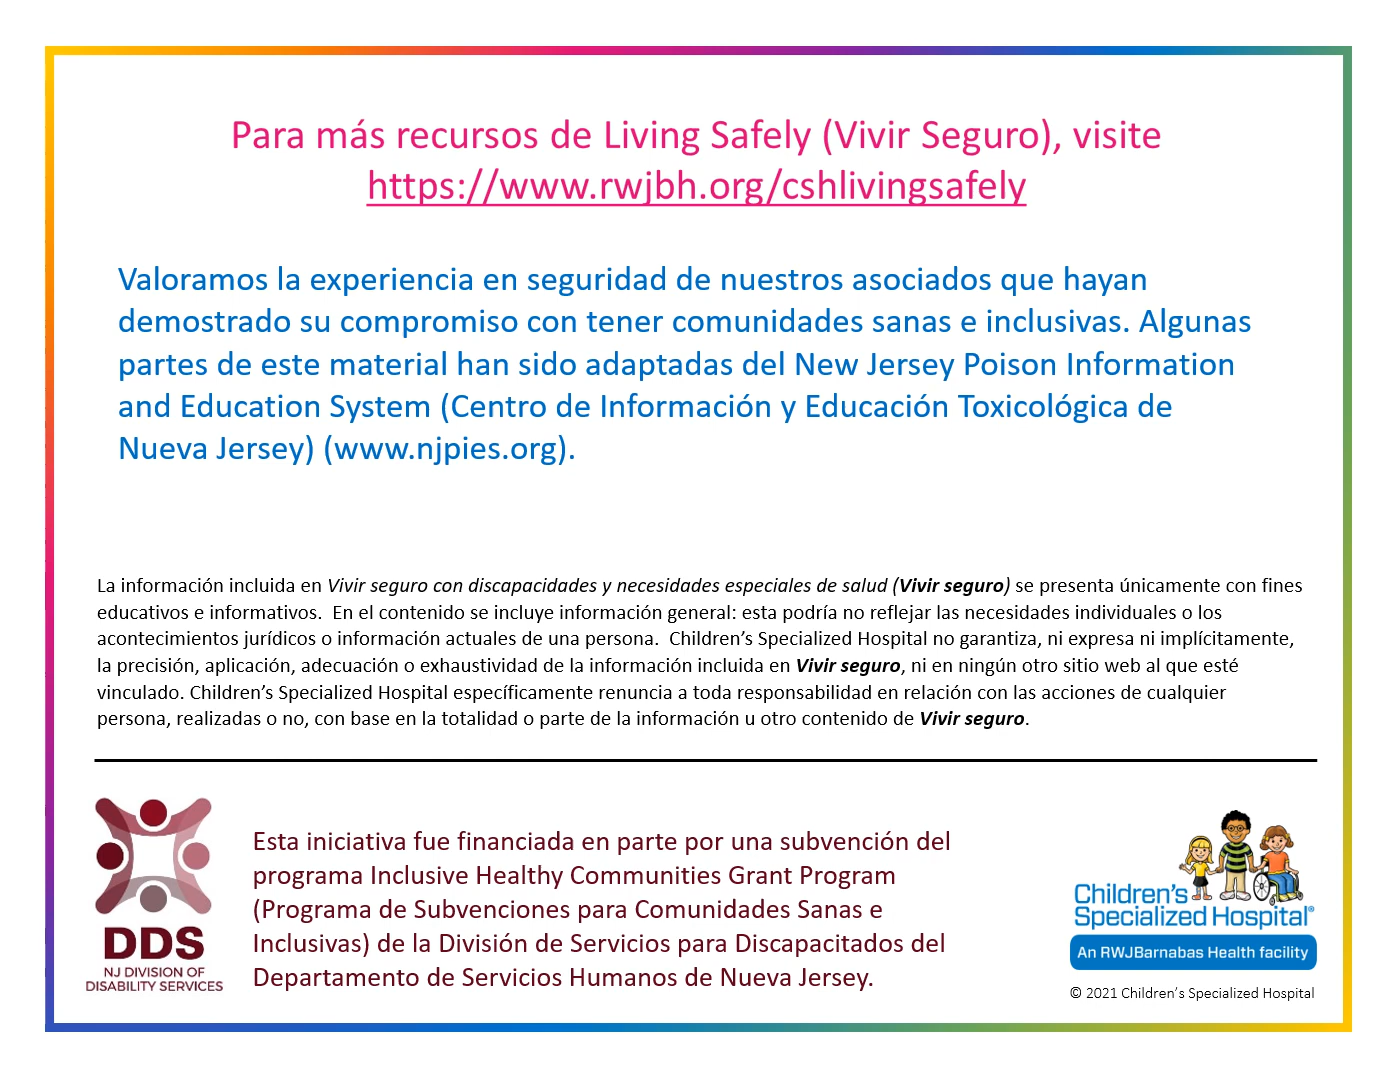 Para más recursos de Living Safely (Vivir Seguro), visite
https://www.rwjbh.org/cshlivingsafely
Valoramos la experiencia en seguridad de nuestros asociados que hayan
demostrado su compromiso con tener comunidades sanas e inclusivas. Algunas
partes de este material han sido adaptadas del New Jersey Poison Information
and Education System (Centro de Información y Educación Toxicológica de
Nueva Jersey) (www.njpies.org).
La información incluida en Vivir seguro con discapacidades y necesidades especiales de salud (Vivir seguro) se presenta únicamente con fines
educativos e informativos.  En el contenido se incluye información general: esta podría no reflejar las necesidades individuales o los
acontecimientos jurídicos o información actuales de una persona.  Children’s Specialized Hospital no garantiza, ni expresa ni implícitamente,
la precisión, aplicación, adecuación o exhaustividad de la información incluida en Vivir seguro, ni en ningún otro sitio web al que esté
vinculado. Children’s Specialized Hospital específicamente renuncia a toda responsabilidad en relación con las acciones de cualquier
persona, realizadas o no, con base en la totalidad o parte de la información u otro contenido de Vivir seguro.
DDS
NJ DIVISION OF
DISABILITY SERVICES
Esta iniciativa fue financiada en parte por una subvención del
programa Inclusive Healthy Communities Grant Program
(Programa de Subvenciones para Comunidades Sanas e
Inclusivas) de la División de Servicios para Discapacitados del
Departamento de Servicios Humanos de Nueva Jersey.
Children’s
Specialized Hospital®
An RWJBarnabas Health facility
© 2021 Children’s Specialized Hospital